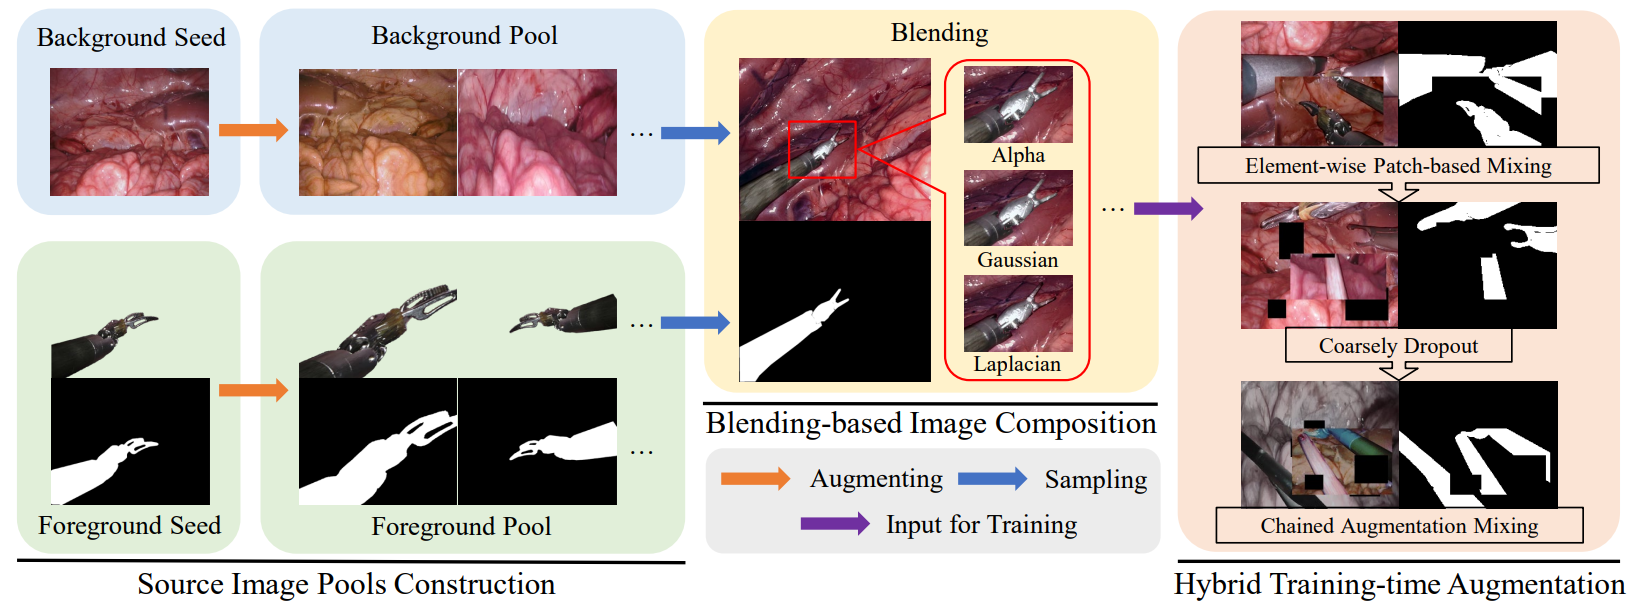 Background Seed
Background Pool
...
Foreground Seed
Foreground Pool
...
...
Source Image Pools Construction
Blending
Alpha
Gaussian
Laplacian
...
Blending-based Image Composition
Augmenting
Sampling
Input for Training
Element-wise Patch-based Mixing
Coarsely Dropout
Chained Augmentation Mixing
Hybrid Training-time Augmentation